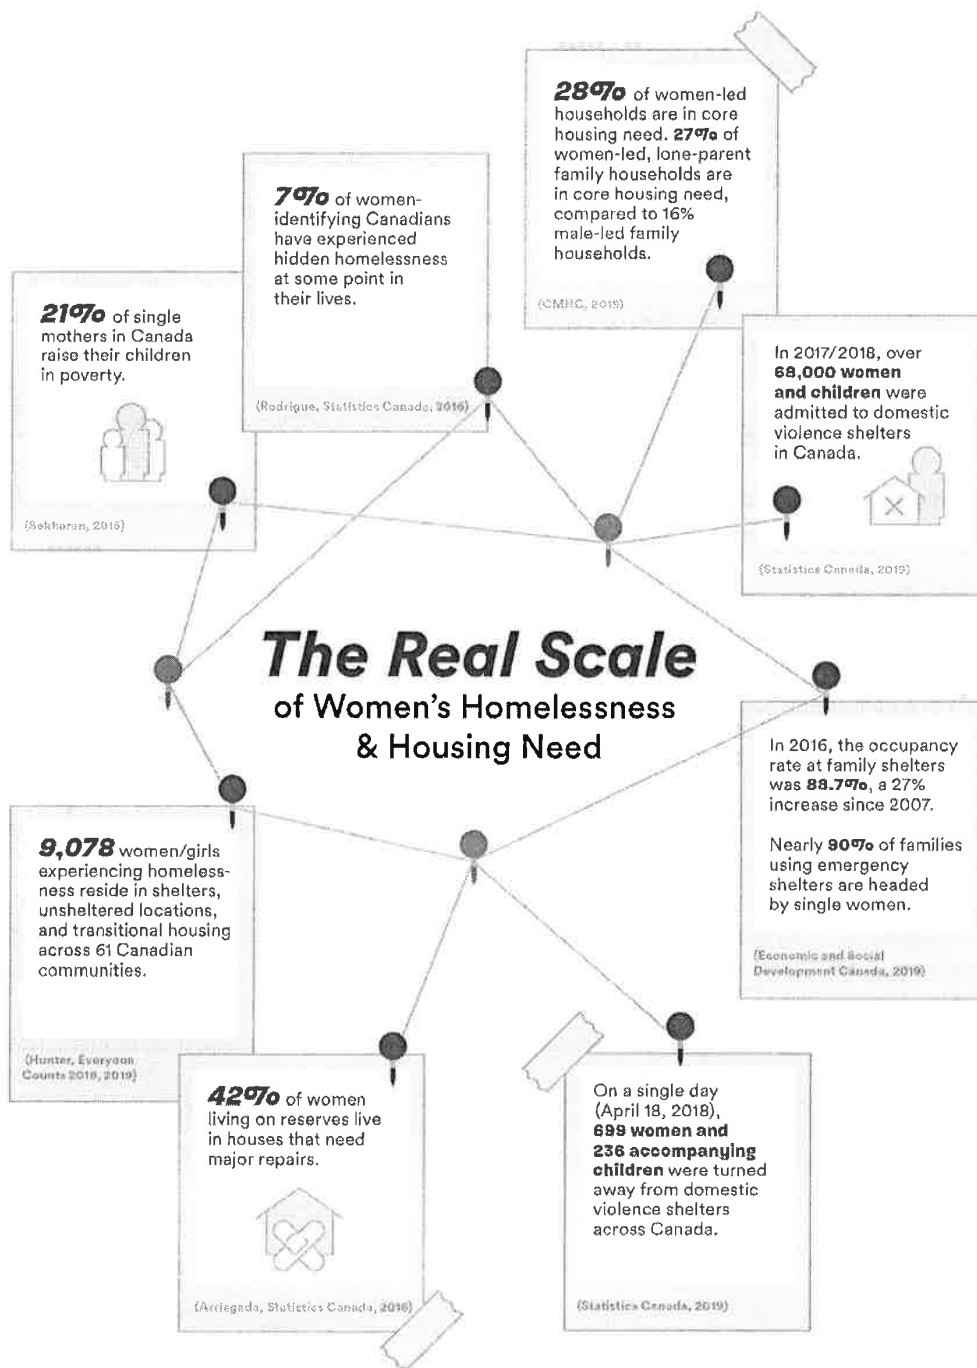 28% of women-led
households are in core
housing need. 27% of
women-led, lone-parent
family households are
in core housing need,
compared to 16%
male-led family
households.
(CMHC, 2019)
7% of women-
identifying Canadians
have experienced
hidden homelessness
at some point in
their lives.
(Rodrigue, Statistics Canada, 2016)
21% of single
mothers in Canada
raise their children
in poverty.
(Sekharan, 2015)
In 2017/2018, over
68,000 women
and children were
admitted to domestic
violence shelters
in Canada.
(Statistics Canada, 2019)
The Real Scale
of Women's Homelessness
& Housing Need
In 2016, the occupancy
rate at family shelters
was 88.7%, a 27%
increase since 2007.
Nearly 90% of families
using emergency
shelters are headed
by single women.
(Economic and Social
Development Canada, 2019)
9,078 women/girls
experiencing homeless-
ness reside in shelters,
unsheltered locations,
and transitional housing
across 61 Canadian
communities.
(Hunter, Everyone
Counts 2018, 2019)
42% of women
living on reserves live
in houses that need
major repairs.
(Arriagada, Statistics Canada, 2016)
On a single day
(April 18, 2018),
699 women and
236 accompanying
children were turned
away from domestic
violence shelters
across Canada.
(Statistics Canada, 2019)